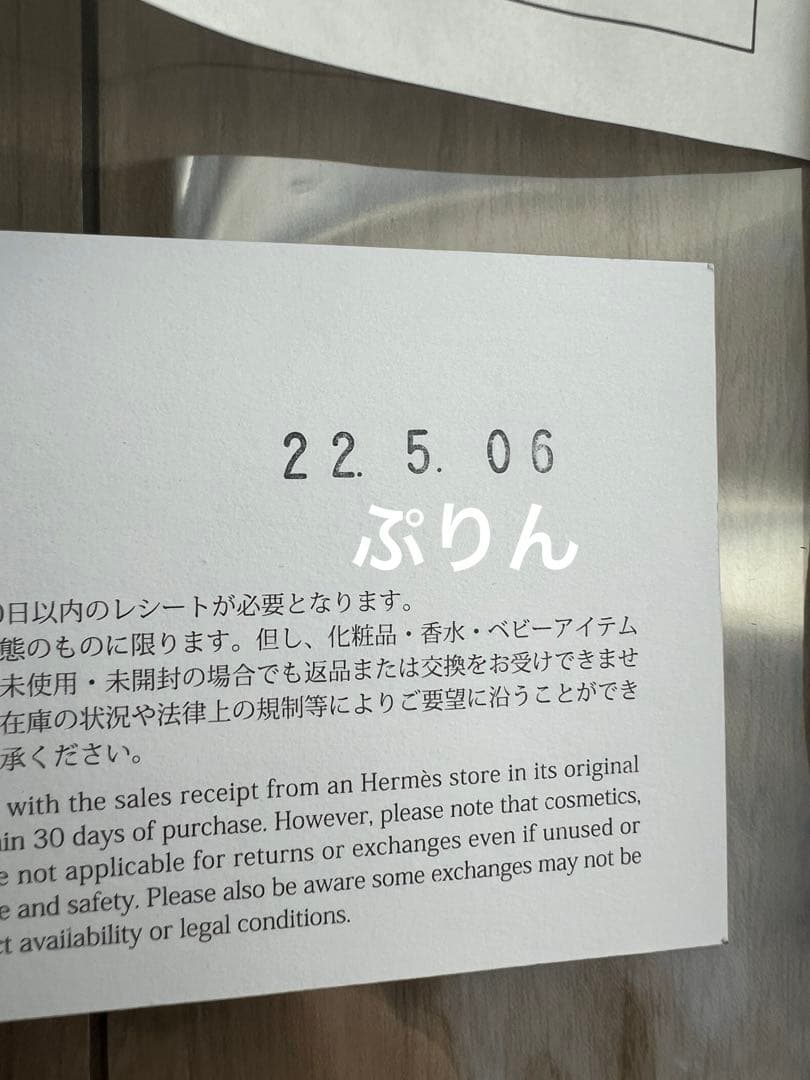 22. 5. 06
ぷりん
0日以内のレシートが必要となります。
態のものに限ります。但し、化粧品・香水・ベビーアイテム
未使用・未開封の場合でも返品または交換をお受けできませ
在庫の状況や法律上の規制等によりご要望に沿うことができ
承ください。
with the sales receipt from an Hermès store in its original
in 30 days of purchase. However, please note that cosmetics,
e not applicable for returns or exchanges even if unused or
e and safety. Please also be aware some exchanges may not be
ct availability or legal conditions.